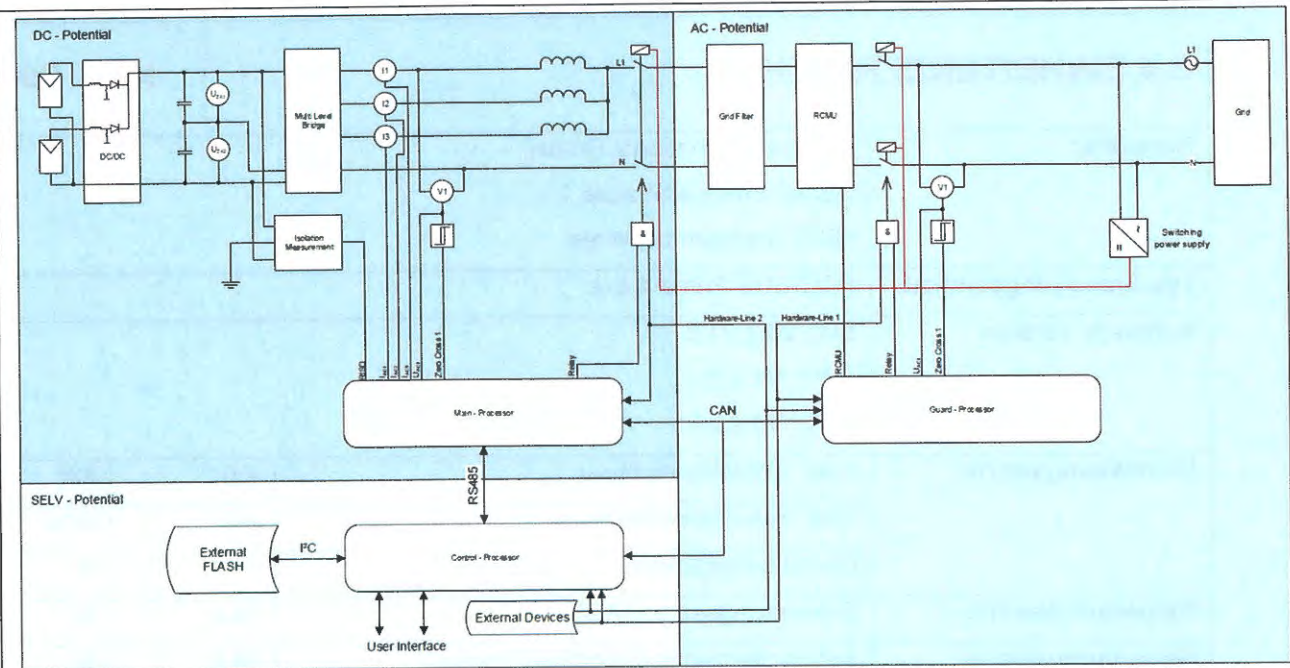 DC - Potential
AC - Potential
DC/DC
Multi Level
Bridge
I1
I2
I3
L1
N
V1
Isolation
Measurement
&
Grid Filter
RCMU
&
V1
L1
N
Grid
Switching
power supply
Hardware-Line 2
Hardware-Line 1
Zero Cross 1
Relay
RCMU
Relay
Zero Cross 1
Main - Processor
CAN
Guard - Processor
RS485
SELV - Potential
External
FLASH
I²C
Control - Processor
External Devices
User Interface